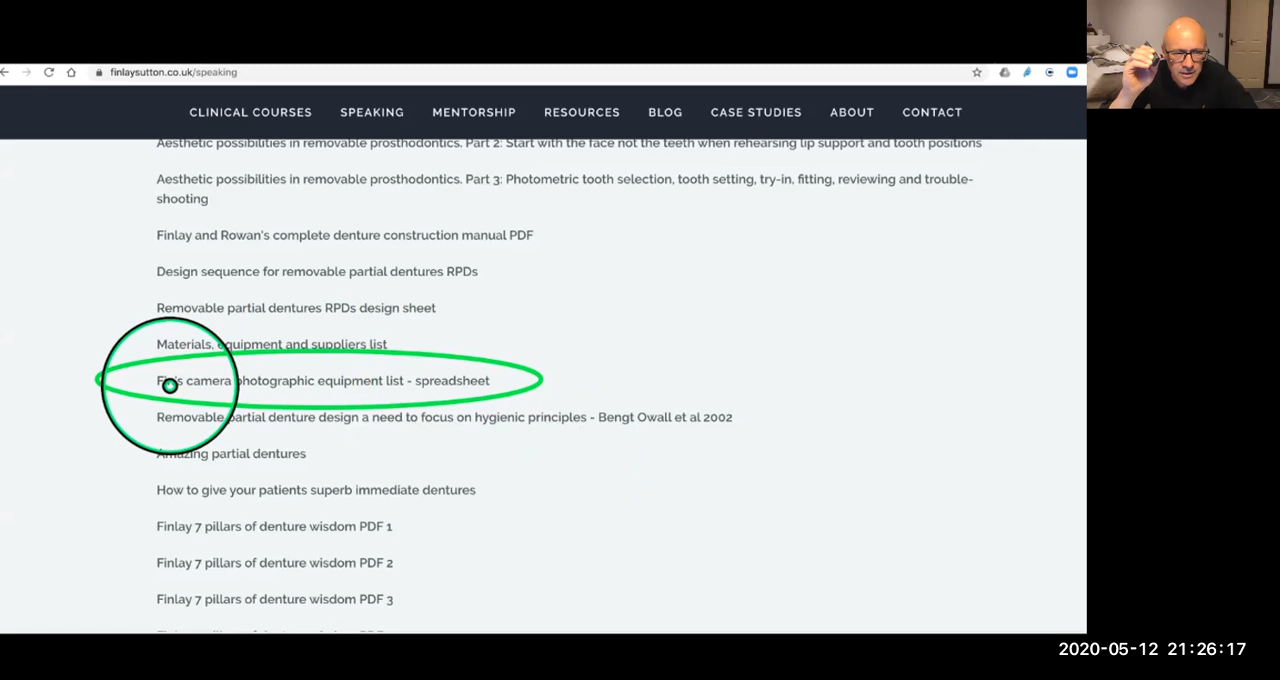 finlaysutton.co.uk/speaking
CLINICAL COURSES SPEAKING MENTORSHIP RESOURCES BLOG CASE STUDIES ABOUT CONTACT
Aesthetic possibilities in removable prosthodontics. Part 2: Start with the face not the teeth when rehearsing lip support and tooth positions
Aesthetic possibilities in removable prosthodontics. Part 3: Photometric tooth selection, tooth setting, try-in, fitting, reviewing and trouble-
shooting
Finlay and Rowan's complete denture construction manual PDF
Design sequence for removable partial dentures RPDs
Removable partial dentures RPDs design sheet
Materials, equipment and suppliers list
camera photographic equipment list - spreadsheet
Removable partial denture design a need to focus on hygienic principles - Bengt Owall et al 2002
Amazing partial dentures
How to give your patients superb immediate dentures
Finlay 7 pillars of denture wisdom PDF 1
Finlay 7 pillars of denture wisdom PDF 2
Finlay 7 pillars of denture wisdom PDF 3
2020-05-12 21:26:17